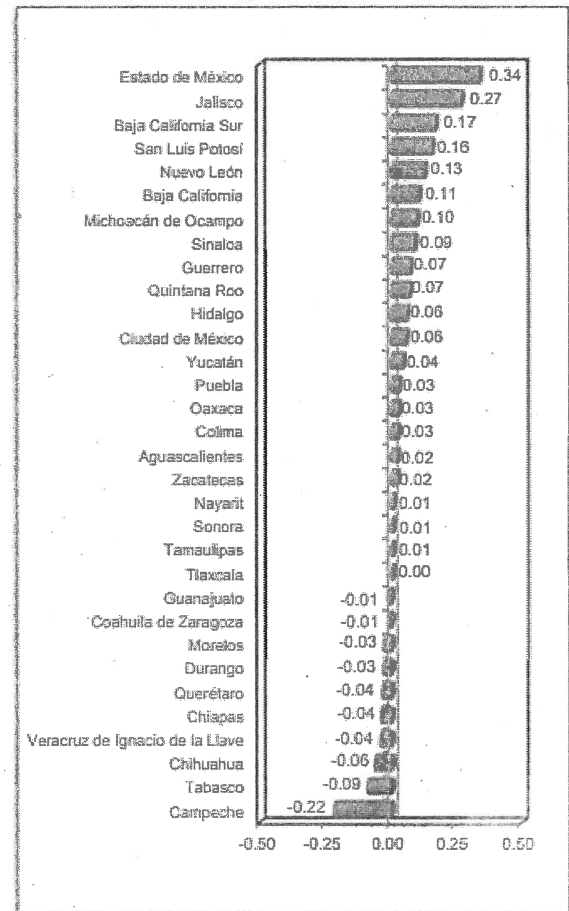 Estado de México 0.34
Jalisco 0.27
Baja California Sur 0.17
San Luis Potosí 0.16
Nuevo León 0.13
Baja California 0.11
Michoacán de Ocampo 0.10
Sinaloa 0.09
Guerrero 0.07
Quintana Roo 0.07
Hidalgo 0.06
Ciudad de México 0.06
Yucatán 0.04
Puebla 0.03
Oaxaca 0.03
Colima 0.03
Aguascalientes 0.02
Zacatecas 0.02
Nayarit 0.01
Sonora 0.01
Tamaulipas 0.01
Tlaxcala 0.00
Guanajuato -0.01
Coahuila de Zaragoza -0.01
Morelos -0.03
Durango -0.03
Querétaro -0.04
Chiapas -0.04
Veracruz de Ignacio de la Llave -0.04
Chihuahua -0.06
Tabasco -0.09
Campeche -0.22
-0.50 -0.25 0.00 0.25 0.50